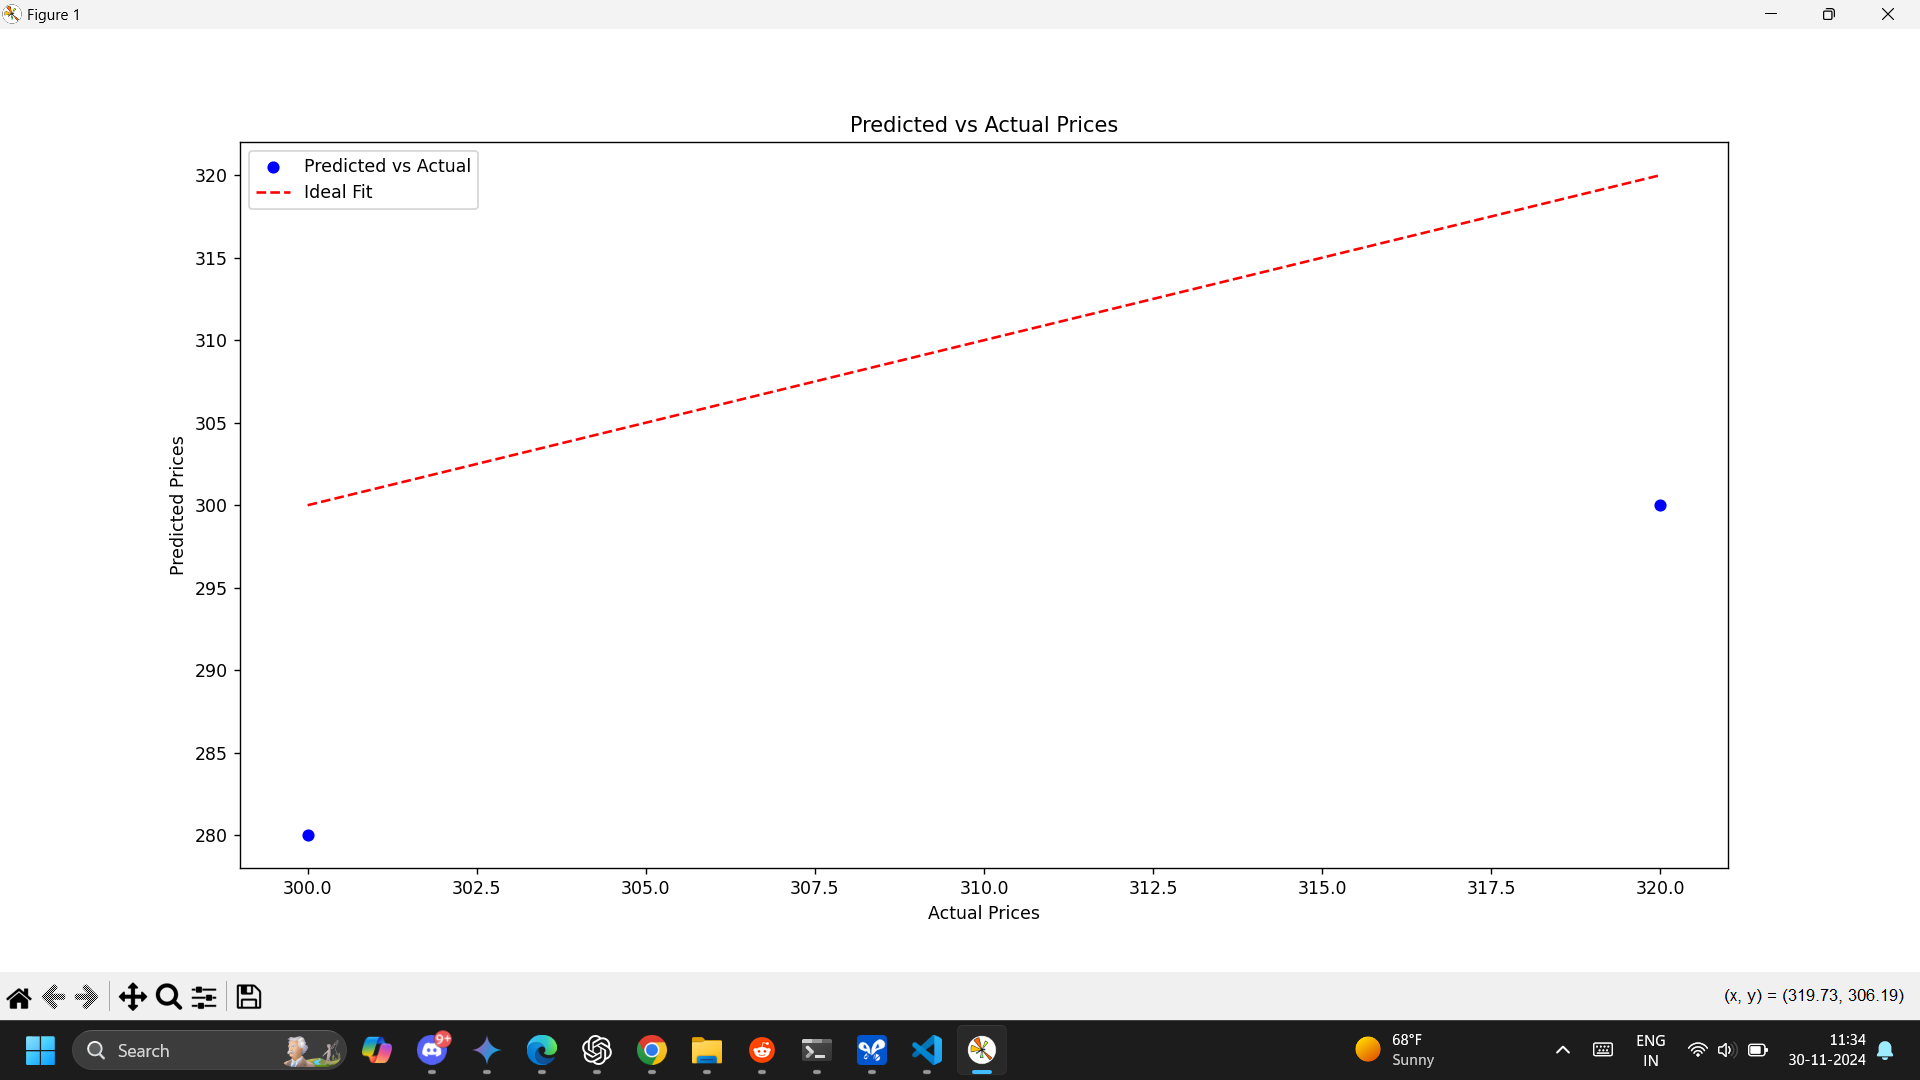 Figure 1
Predicted vs Actual Prices
Predicted vs Actual
Ideal Fit
320
315
310
305
300
295
290
285
280
Predicted Prices
300.0 302.5 305.0 307.5 310.0 312.5 315.0 317.5 320.0
Actual Prices
(x, y) = (319.73, 306.19)
Search
9+
68°F
Sunny
ENG
IN
11:34
30-11-2024